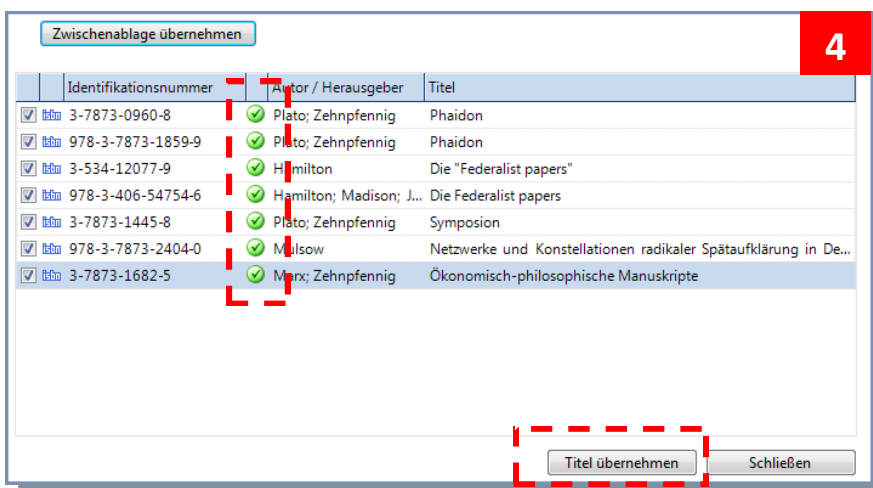 Zwischenablage übernehmen
4
Identifikationsnummer Autor / Herausgeber Titel
3-7873-0960-8 Plato; Zehnpfennig Phaidon
978-3-7873-1859-9 Plato; Zehnpfennig Phaidon
3-534-12077-9 Hamilton Die "Federalist papers"
978-3-406-54754-6 Hamilton; Madison; J... Die Federalist papers
3-7873-1445-8 Plato; Zehnpfennig Symposion
978-3-7873-2404-0 Mulsow Netzwerke und Konstellationen radikaler Spätaufklärung in De...
3-7873-1682-5 Marx; Zehnpfennig Ökonomisch-philosophische Manuskripte
Titel übernehmen Schließen